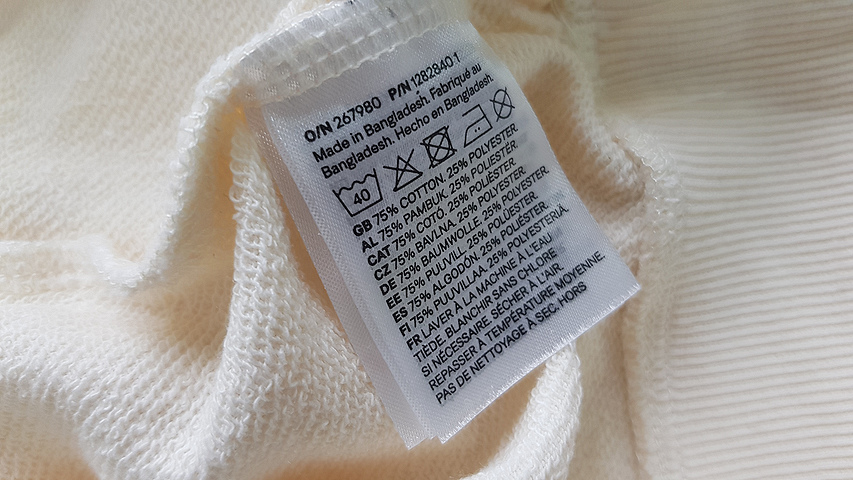 O/N 267980 P/N 1282840 1
Made in Bangladesh. Fabriqué au
Bangladesh. Hecho en Bangladesh.
40
GB 75% COTTON. 25% POLYESTER.
AL 75% PAMBUK. 25% POLIESTËR.
CAT 75% COTÓ. 25% POLIÈSTER.
CZ 75% BAVLNA. 25% POLYESTER.
DE 75% BAUMWOLLE. 25% POLYESTER.
EE 75% PUUVILL. 25% POLÜESTER.
ES 75% ALGODÓN. 25% POLIÉSTER.
FI 75% PUUVILLAA. 25% POLYESTERIÄ.
FR LAVER À LA MACHINE À L'EAU
TIÈDE. BLANCHIR SANS CHLORE
SI NÉCESSAIRE. SÉCHER À L'AIR.
REPASSER À TEMPÉRATURE MOYENNE.
PAS DE NETTOYAGE À SEC. HORS